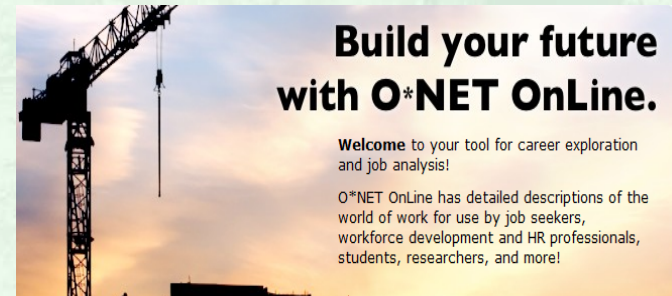 Build your future
with O*NET OnLine.
Welcome to your tool for career exploration
and job analysis!
O*NET OnLine has detailed descriptions of the
world of work for use by job seekers,
workforce development and HR professionals,
students, researchers, and more!